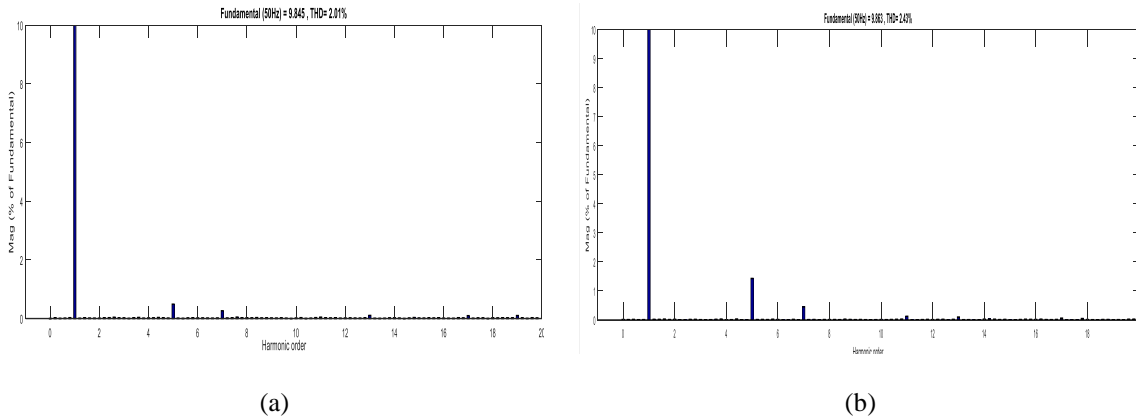 Fundamental (50Hz) = 9.845 , THD= 2.01%
Mag (% of Fundamental)
10
8
6
4
2
0
0 2 4 6 8 10 12 14 16 18 20
Harmonic order
(a)
Fundamental (50Hz) = 9.863 , THD= 2.43%
Mag (% of Fundamental)
10
9
8
7
6
5
4
3
2
1
0
0 2 4 6 8 10 12 14 16 18
Harmonic order
(b)